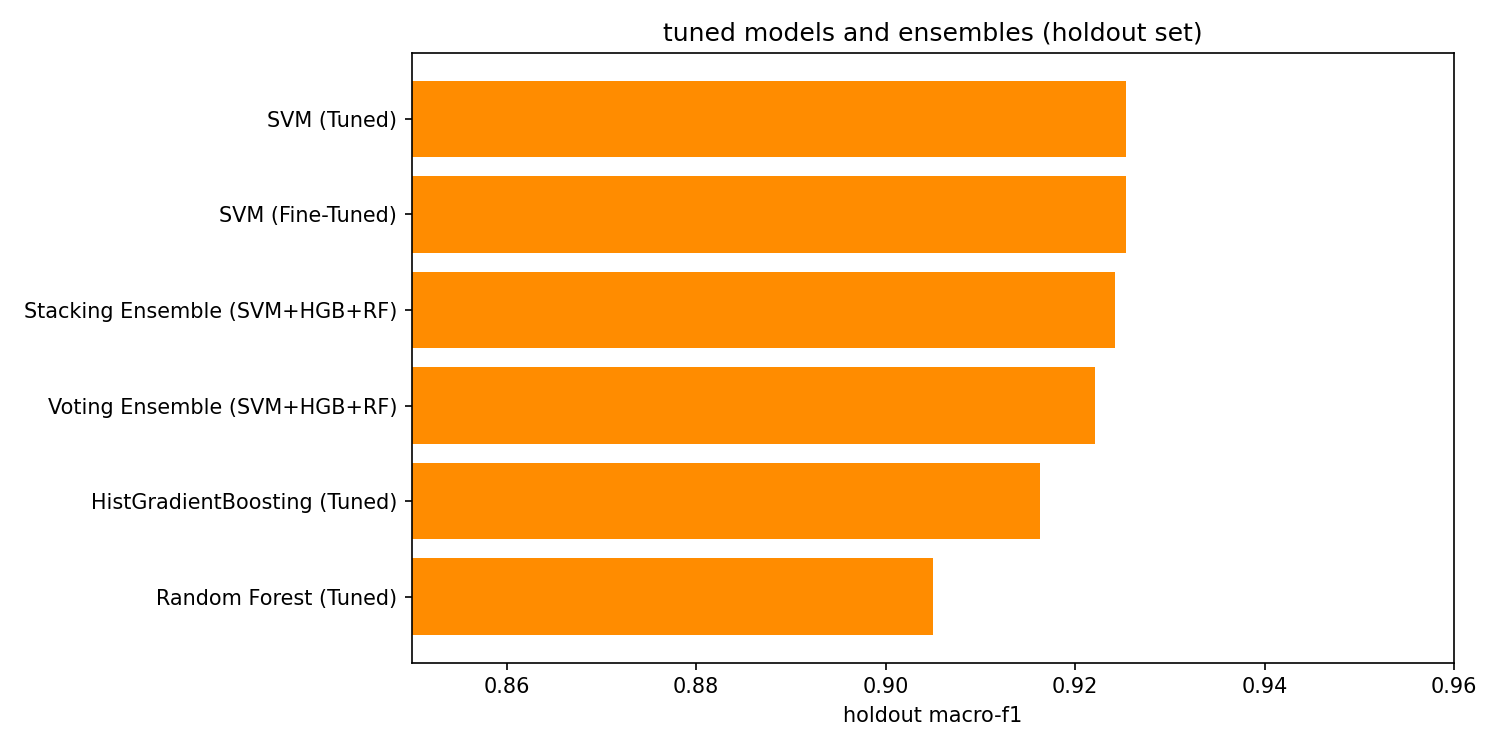 tuned models and ensembles (holdout set)
SVM (Tuned)
SVM (Fine-Tuned)
Stacking Ensemble (SVM+HGB+RF)
Voting Ensemble (SVM+HGB+RF)
HistGradientBoosting (Tuned)
Random Forest (Tuned)
0.86 0.88 0.90 0.92 0.94 0.96
holdout macro-f1